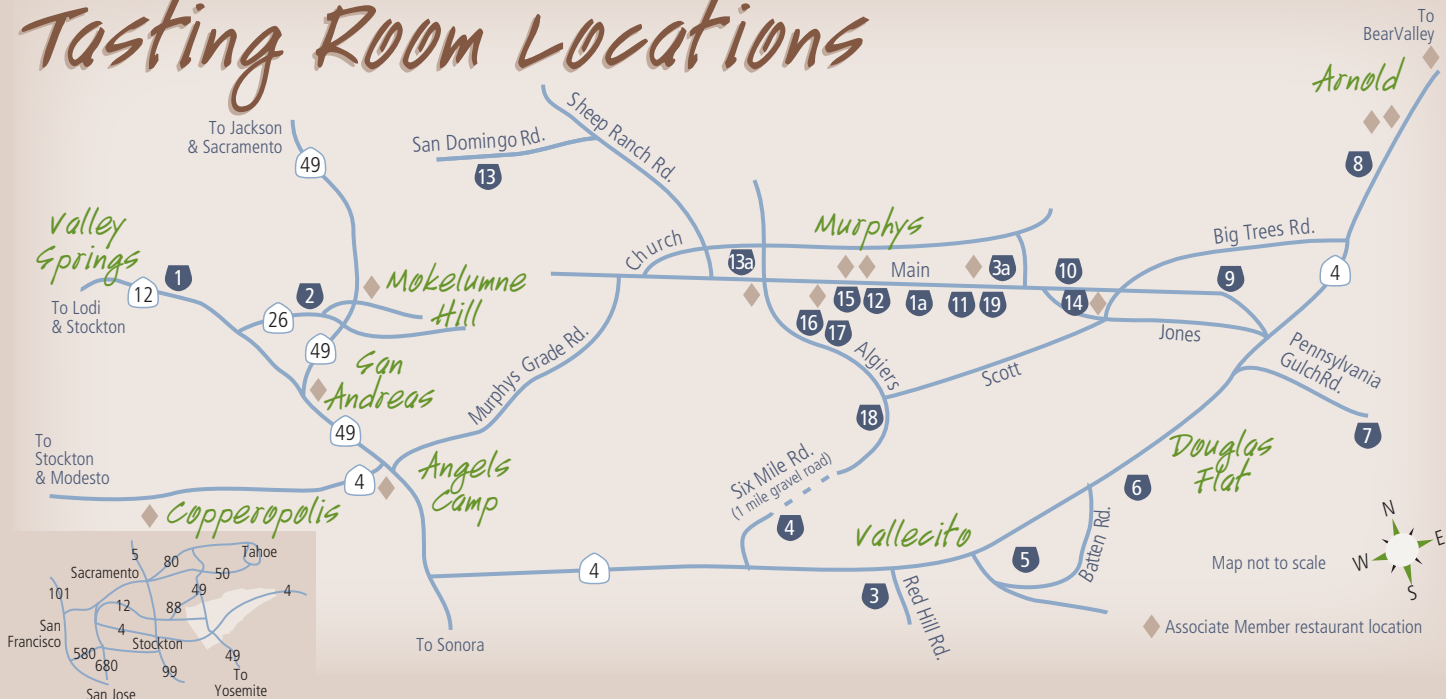 Tasting Room Locations
To
BearValley
Arnold
8
To Jackson
& Sacramento
49
San Domingo Rd.
13
Sheep Ranch Rd.
Valley
Springs
1
12
To Lodi
& Stockton
2
26
Mokelumne
Hill
49
San
Andreas
49
Church
13a
Murphys
Main
3a
10
15
12
1a
11
19
14
16
17
Big Trees Rd.
9
4
Jones
Pennsylvania
GulchRd.
7
Murphys Grade Rd.
Algiers
Scott
18
To
Stockton
& Modesto
4
Angels
Camp
Copperopolis
Six Mile Rd.
(1 mile gravel road)
4
Vallecito
Douglas
Flat
6
Batten Rd.
5
4
3
Red Hill Rd.
To Sonora
N
E
W
S
Map not to scale
Associate Member restaurant location
5
80
Tahoe
Sacramento
50
101
49
4
12
88
San
Francisco
4
Stockton
580
680
49
99
To
Yosemite
San Jose